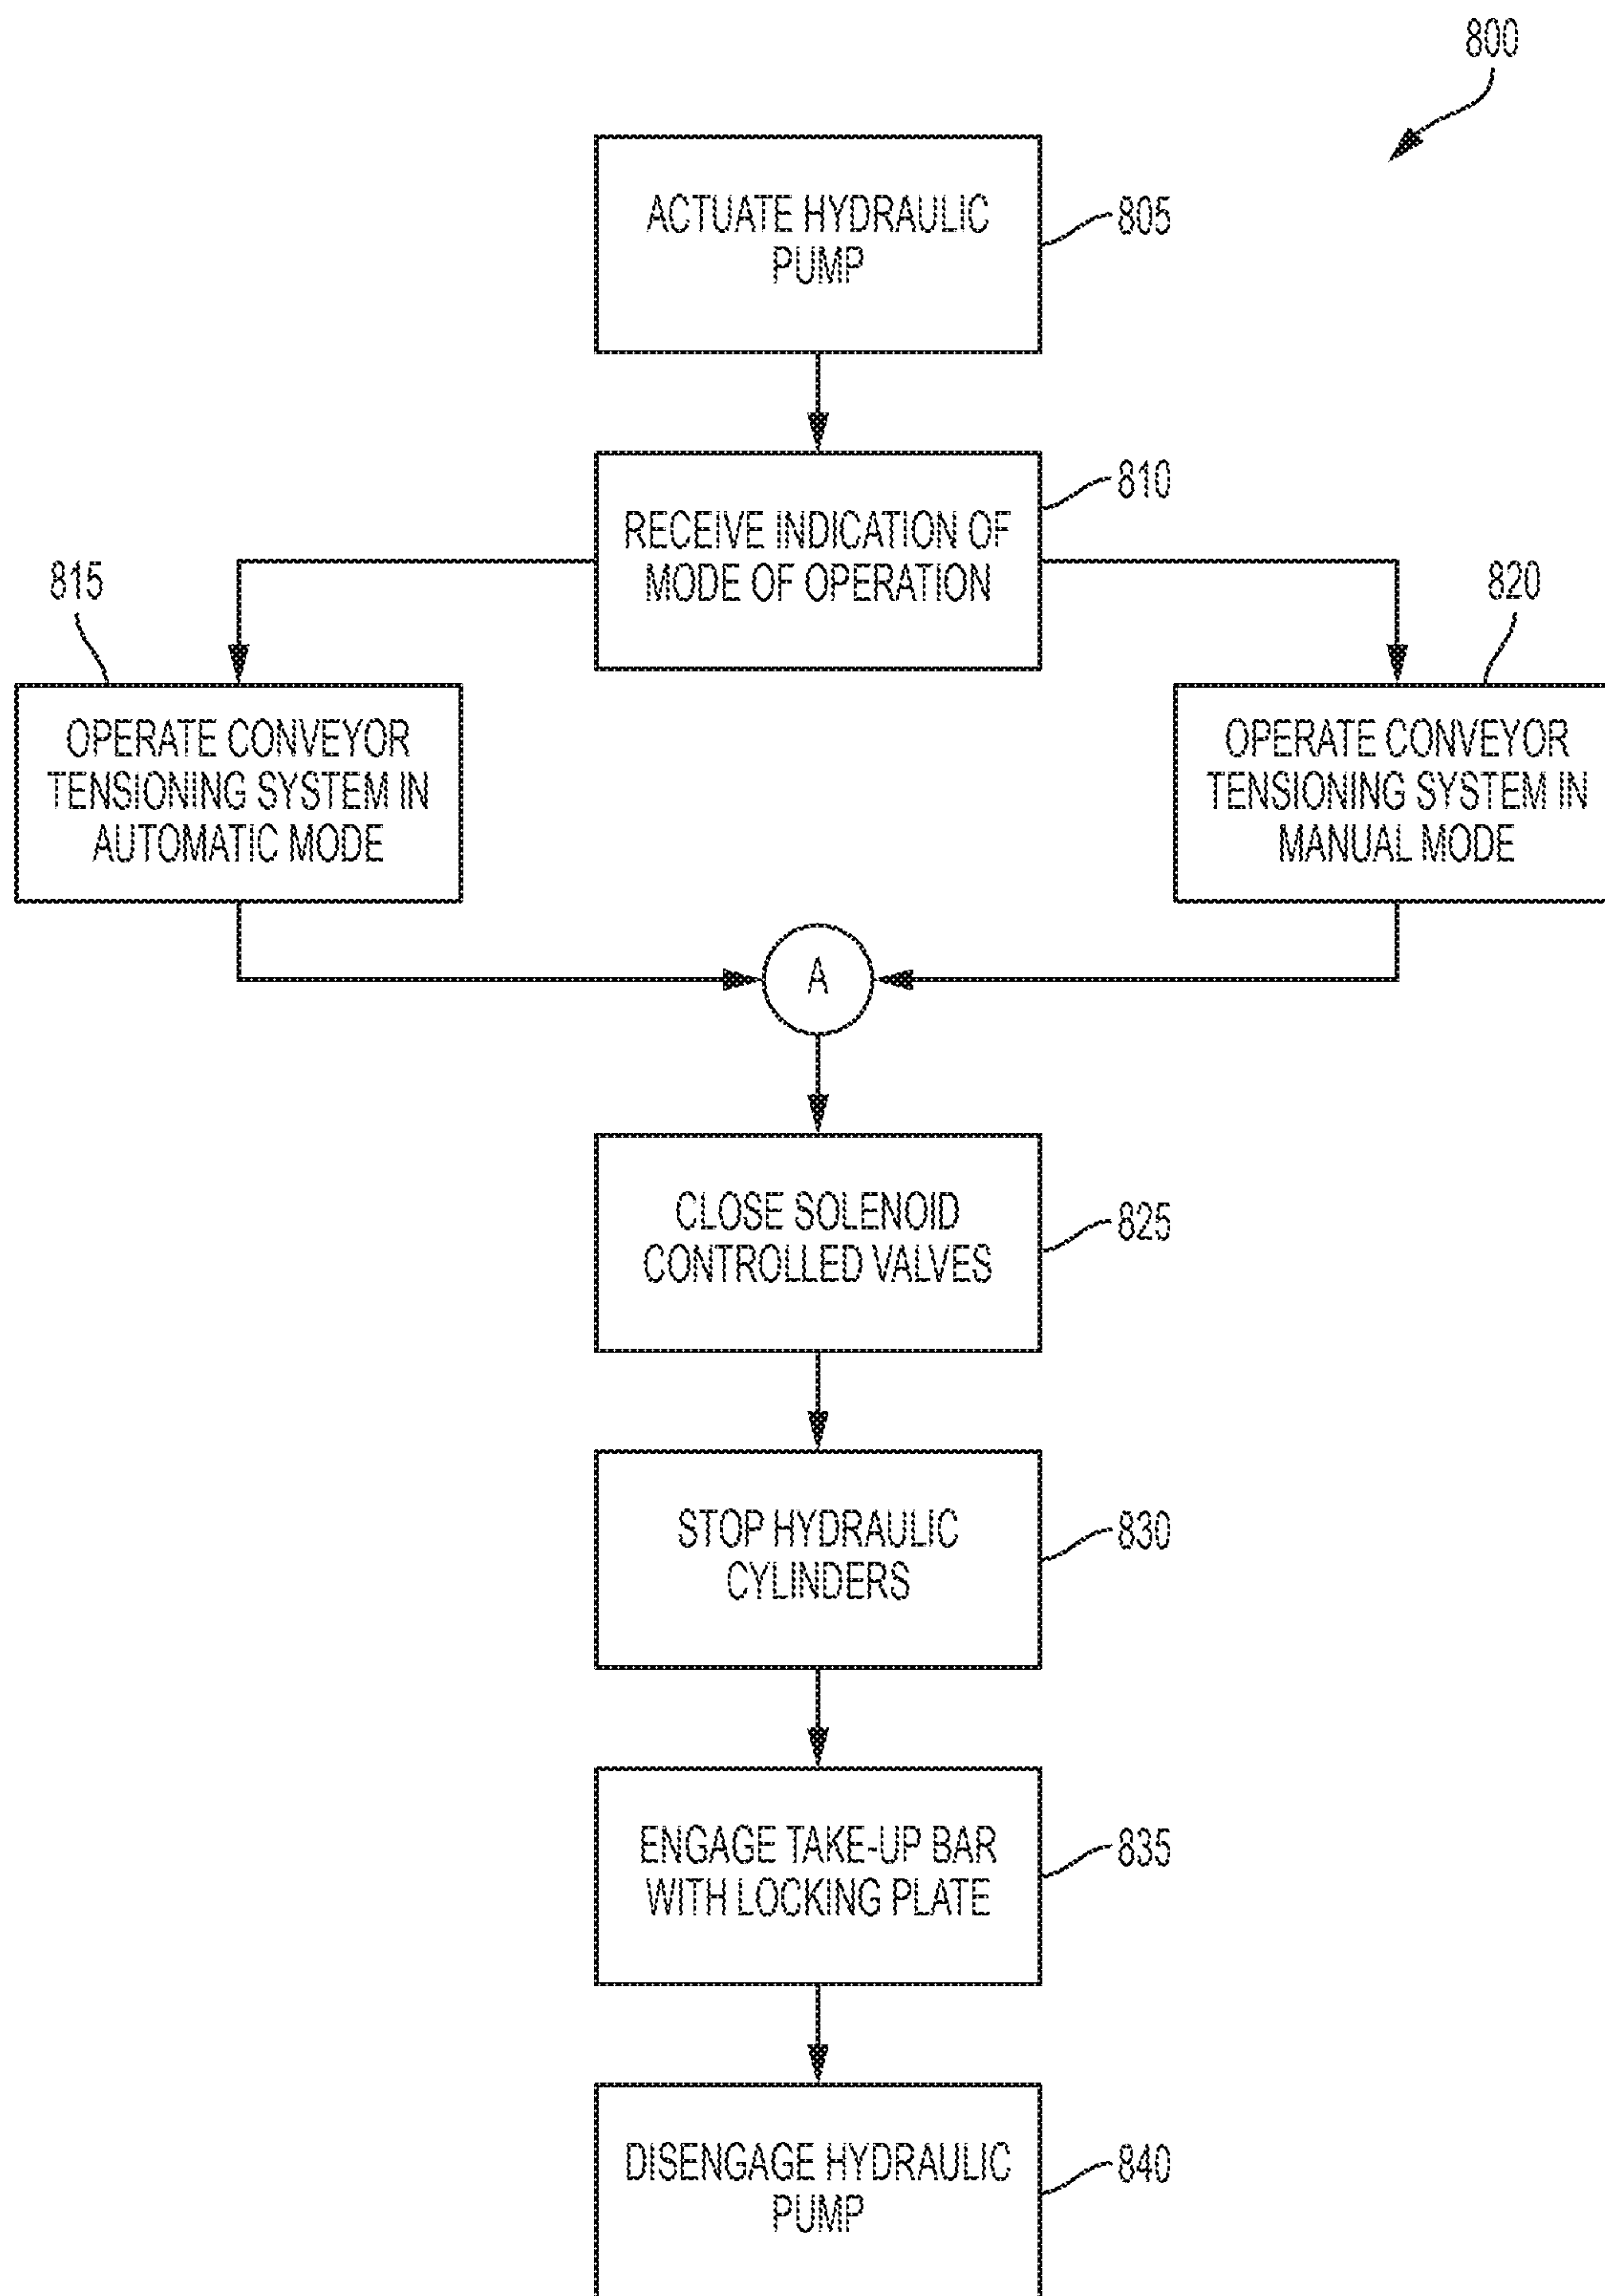 800
ACTUATE HYDRAULIC
PUMP
805
RECEIVE INDICATION OF
MODE OF OPERATION
810
815
OPERATE CONVEYOR
TENSIONING SYSTEM IN
AUTOMATIC MODE
820
OPERATE CONVEYOR
TENSIONING SYSTEM IN
MANUAL MODE
A
CLOSE SOLENOID
CONTROLLED VALVES
825
STOP HYDRAULIC
CYLINDERS
830
ENGAGE TAKE-UP BAR
WITH LOCKING PLATE
835
DISENGAGE HYDRAULIC
PUMP
840